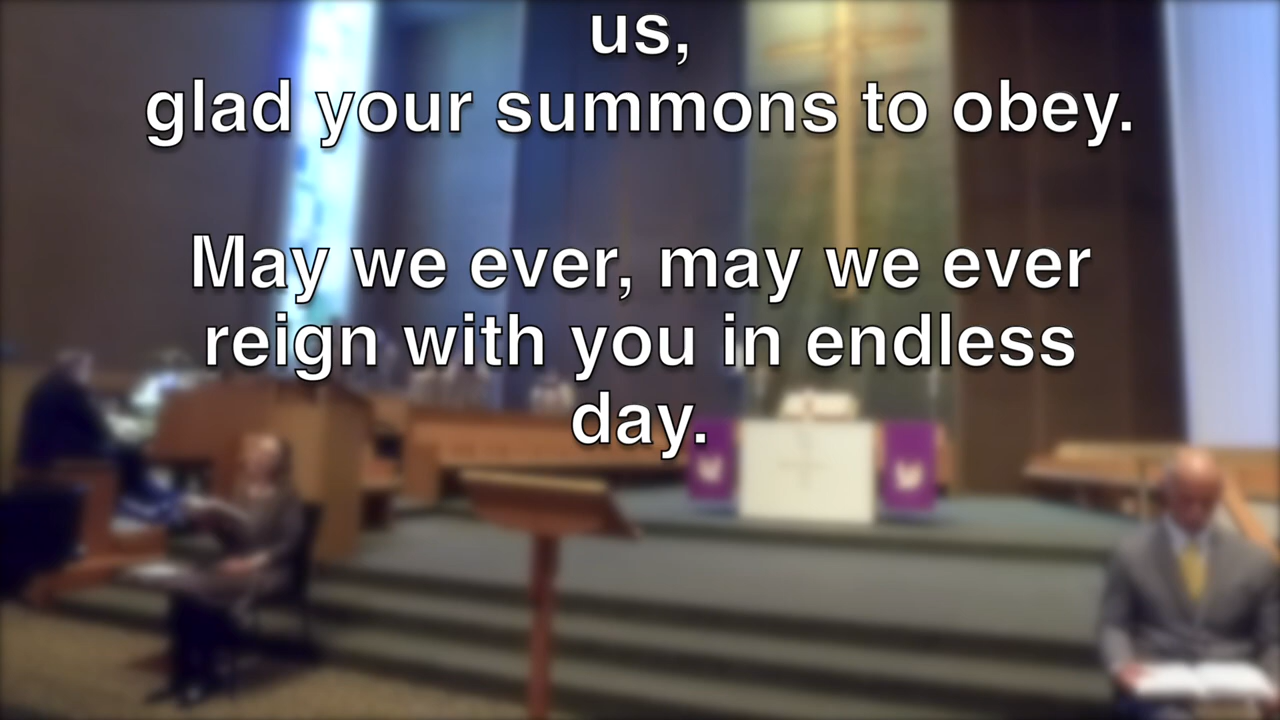 us,
glad your summons to obey.
May we ever, may we ever
reign with you in endless
day.